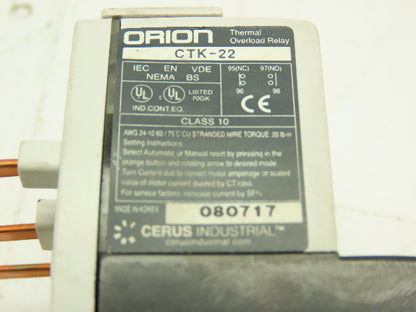 ORION Thermal
Overload Relay
CTK-22
IEC EN VDE
NEMA BS
95(NC) 97(NO)
96 98
UL UL LISTED
70GK
IND.CONT.EQ.
CE
CLASS 10
AWG 24-10 60 / 75°C CU STRANDED WIRE TORQUE 20 lb-in
Setting Instructions
Select Automatic or Manual reset by pressing in the
orange button and rotating arrow to desired mode.
Turn Current dial to correct motor amperage or scaled
value of motor current divided by CT ratio.
For service factors, increase current by
MADE IN KOREA
080717
CERUS INDUSTRIAL™
cerusindustrial.com